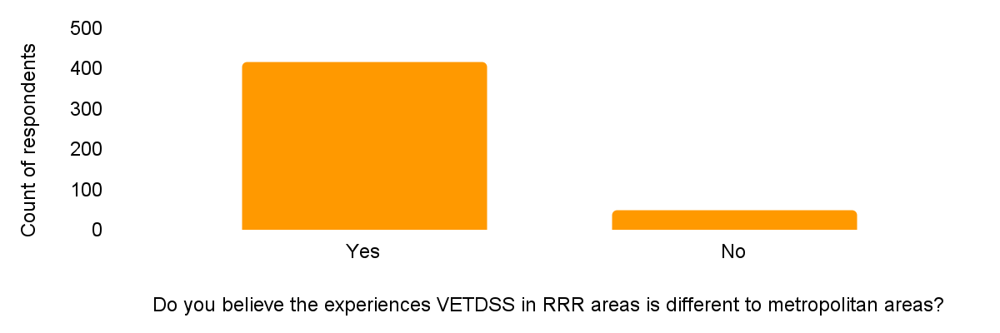 Count of respondents
500
400
300
200
100
0
Yes
No
Do you believe the experiences VETDSS in RRR areas is different to metropolitan areas?